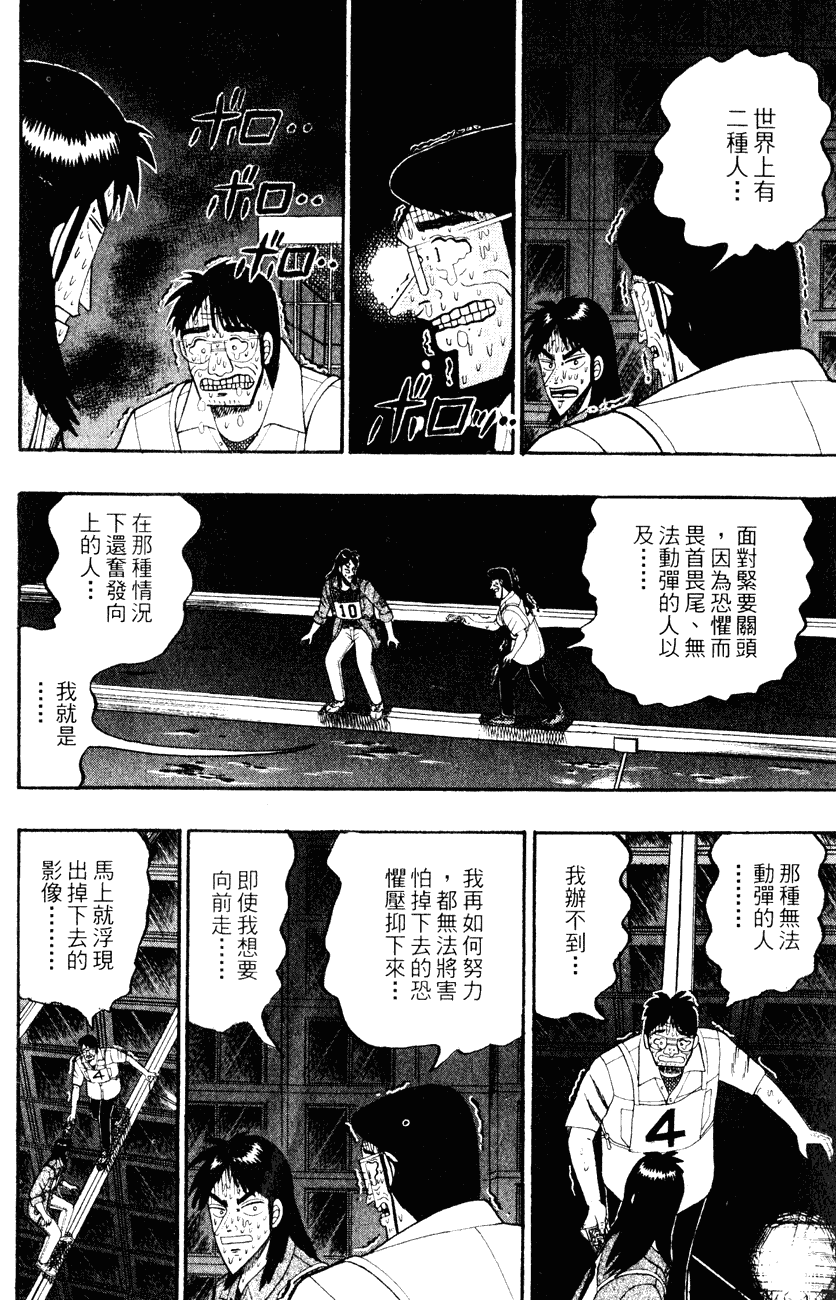 世界上有
二種人…
ボロッ‥
ボロ‥
ボロ‥
ボロ‥
面對緊要關頭
，因為恐懼而
畏首畏尾、無
法動彈的人以
及……
10
在那種情況
下還奮發向
上的人…
我就是
……
那種無法
動彈的人
………
我辦不到…
4
我再如何努力
，都無法將害
怕掉下去的恐
懼壓抑下來…
即使我想要
向前走……
馬上就浮現
出掉下去的
影像………
4